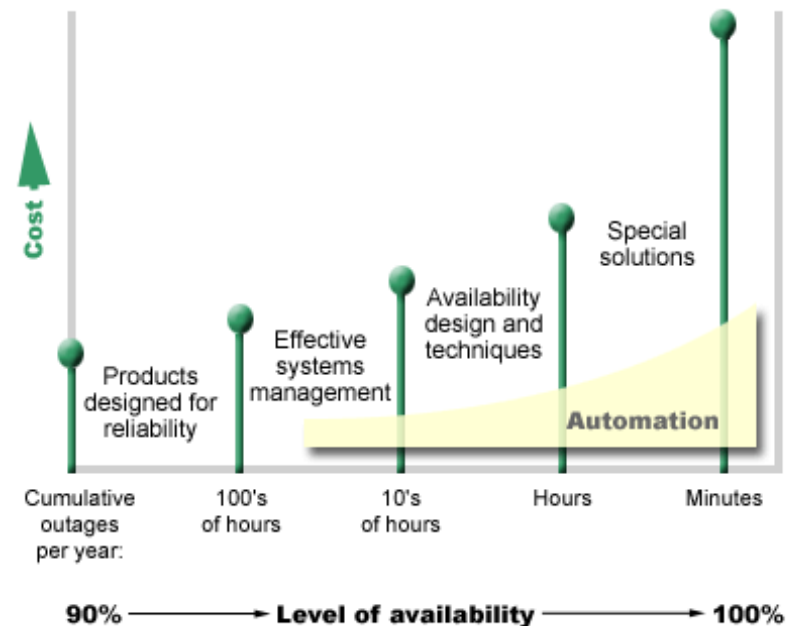 Cost
Products
designed for
reliability
Effective
systems
management
Availability
design and
techniques
Special
solutions
Automation
Cumulative
outages
per year:
100's
of hours
10's
of hours
Hours
Minutes
90% Level of availability 100%